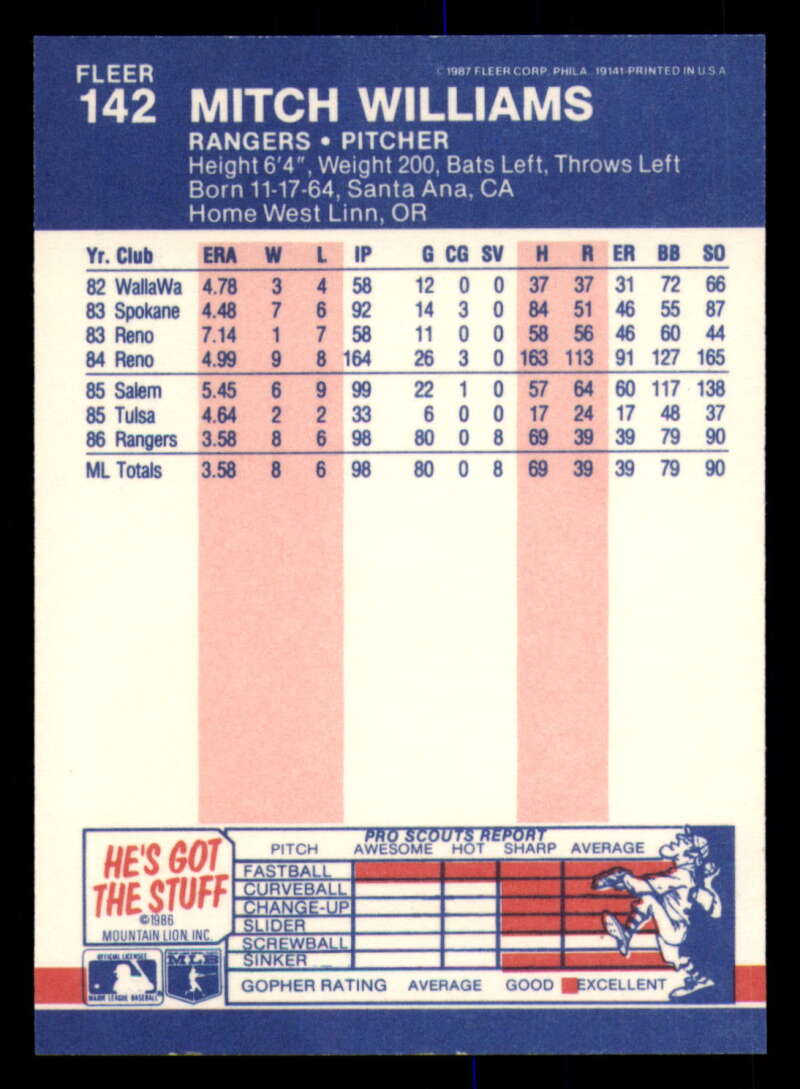 FLEER
©1987 FLEER CORP. PHILA. 19141-PRINTED IN U.S.A.
142 MITCH WILLIAMS
RANGERS • PITCHER
Height 6'4", Weight 200, Bats Left, Throws Left
Born 11-17-64, Santa Ana, CA
Home West Linn, OR
Yr. Club ERA W L IP G CG SV H R ER BB SO
82 WallaWa 4.78 3 4 58 12 0 0 37 37 31 72 66
83 Spokane 4.48 7 6 92 14 3 0 84 51 46 55 87
83 Reno 7.14 1 7 58 11 0 0 58 56 46 60 44
84 Reno 4.99 9 8 164 26 3 0 163 113 91 127 165
85 Salem 5.45 6 9 99 22 1 0 57 64 60 117 138
85 Tulsa 4.64 2 2 33 6 0 0 17 24 17 48 37
86 Rangers 3.58 8 6 98 80 0 8 69 39 39 79 90
ML Totals 3.58 8 6 98 80 0 8 69 39 39 79 90
HE'S GOT
THE STUFF
©1986
MOUNTAIN LION, INC.
OFFICIAL LICENSEE
MAJOR LEAGUE BASEBALL
MLB
PRO SCOUTS REPORT
PITCH AWESOME HOT SHARP AVERAGE
FASTBALL
CURVEBALL
CHANGE-UP
SLIDER
SCREWBALL
SINKER
GOPHER RATING AVERAGE GOOD EXCELLENT